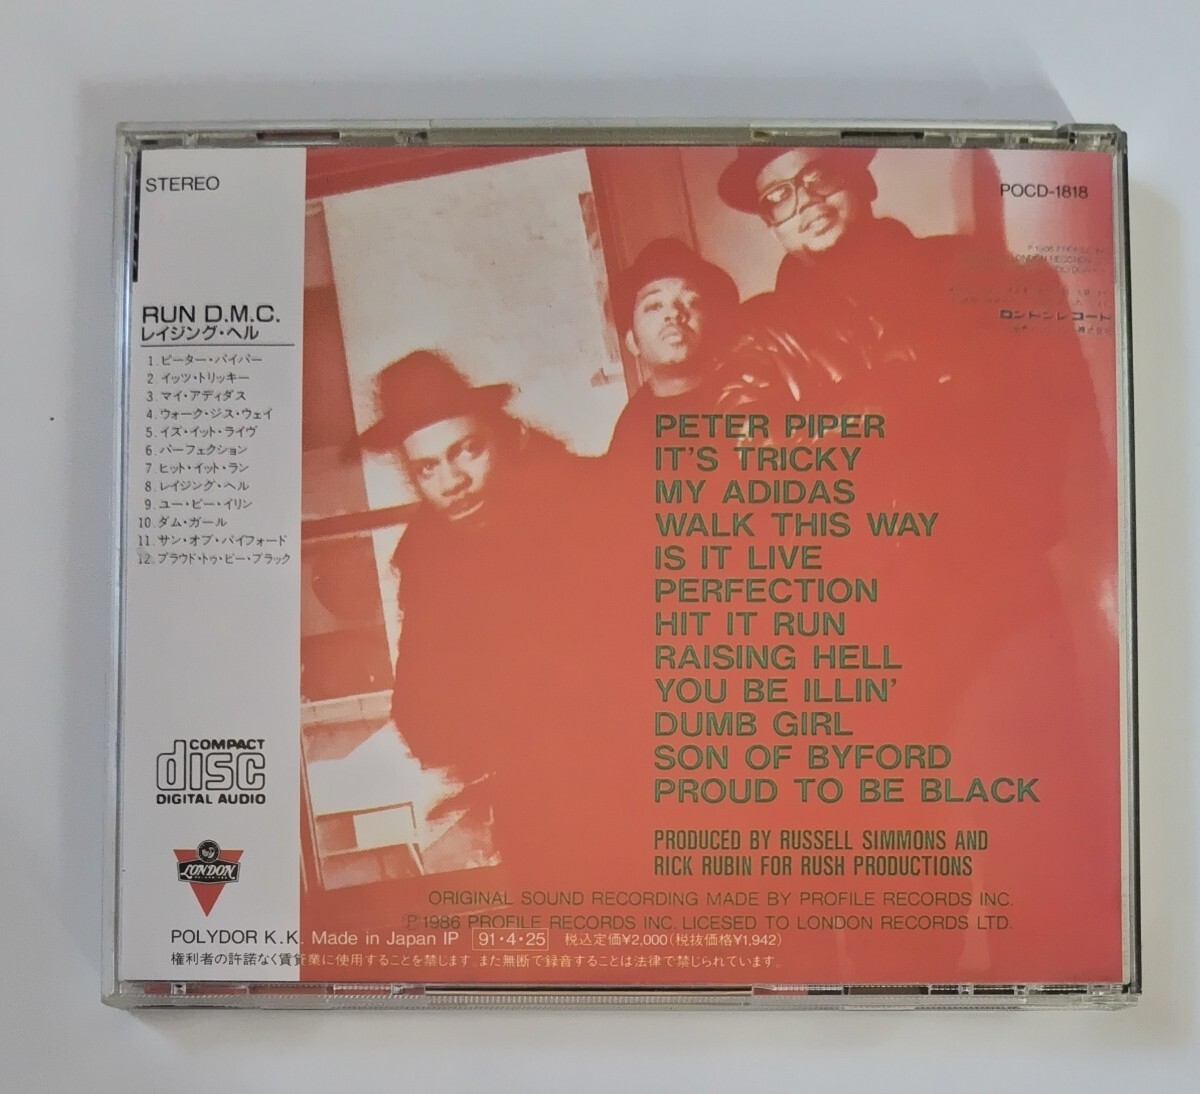 STEREO
POCD-1818
RUN D.M.C.
レイジング・ヘル
1. ピーター・パイパー
2. イッツ・トリッキー
3. マイ・アディダス
4. ウォーク・ジス・ウェイ
5. イズ・イット・ライヴ
6. パーフェクション
7. ヒット・イット・ラン
8. レイジング・ヘル
9. ユー・ビー・イリン
10. ダム・ガール
11. サン・オブ・バイフォード
12. プラウド・トゥ・ビー・ブラック
ロンドンレコード
PETER PIPER
IT'S TRICKY
MY ADIDAS
WALK THIS WAY
IS IT LIVE
PERFECTION
HIT IT RUN
RAISING HELL
YOU BE ILLIN'
DUMB GIRL
SON OF BYFORD
PROUD TO BE BLACK
PRODUCED BY RUSSELL SIMMONS AND
RICK RUBIN FOR RUSH PRODUCTIONS
COMPACT
disc
DIGITAL AUDIO
LONDON
ORIGINAL SOUND RECORDING MADE BY PROFILE RECORDS INC.
℗1986 PROFILE RECORDS INC. LICESED TO LONDON RECORDS LTD.
POLYDOR K.K. Made in Japan IP 91・4・25 税込定価¥2,000(税抜価格¥1,942)
権利者の許諾なく賃貸業に使用することを禁じます。また無断で録音することは法律で禁じられています。